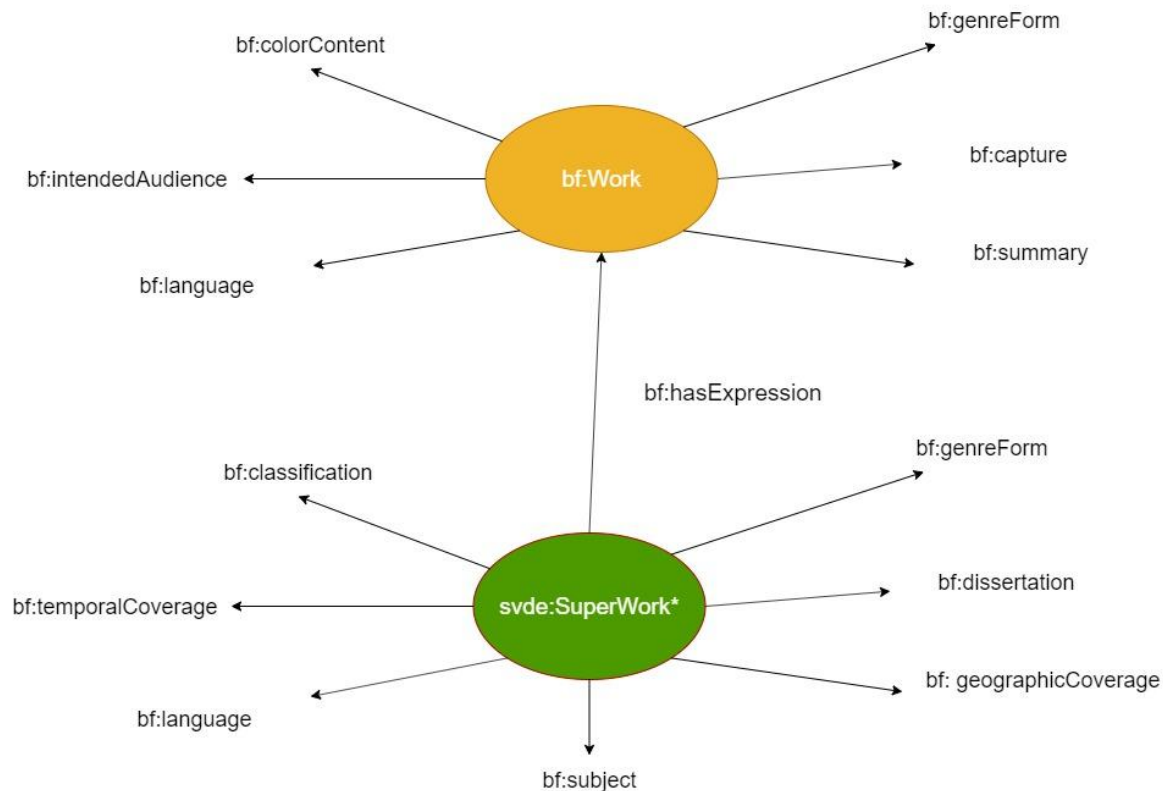 bf:genreForm
bf:colorContent
bf:capture
bf:intendedAudience
bf:Work
bf:summary
bf:language
bf:hasExpression
bf:genreForm
bf:classification
bf:dissertation
bf:temporalCoverage
svde:SuperWork*
bf: geographicCoverage
bf:language
bf:subject